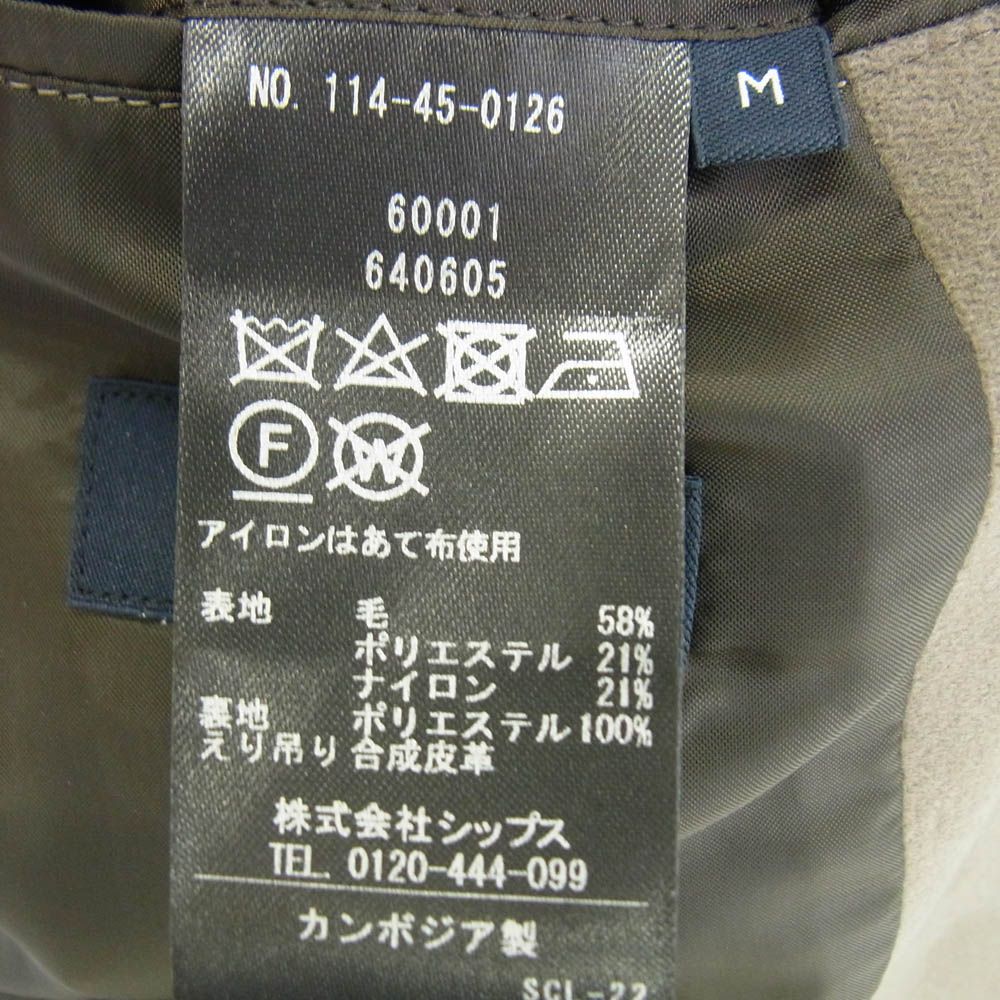 NO. 114-45-0126
M
60001
640605
F
W
アイロンはあて布使用
表地 毛 58%
ポリエステル 21%
ナイロン 21%
裏地 ポリエステル 100%
えり吊り 合成皮革
株式会社シップス
TEL. 0120-444-099
カンボジア製
SCL-22